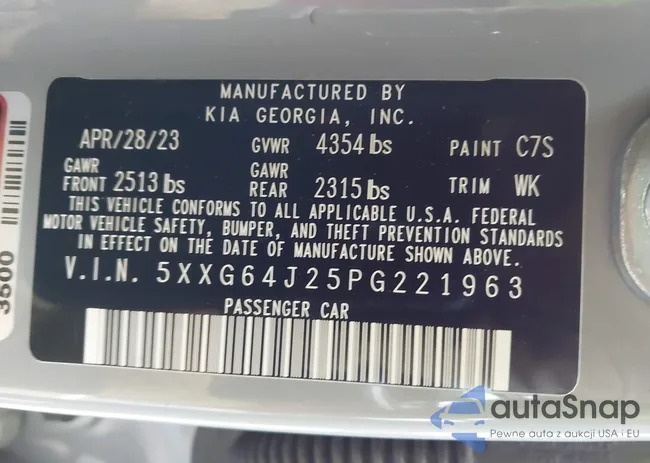 MANUFACTURED BY
KIA GEORGIA, INC.
APR/28/23 GVWR 4354 lbs PAINT C7S
GAWR FRONT 2513 lbs GAWR REAR 2315 lbs TRIM WK
THIS VEHICLE CONFORMS TO ALL APPLICABLE U.S.A. FEDERAL
MOTOR VEHICLE SAFETY, BUMPER, AND THEFT PREVENTION STANDARDS
IN EFFECT ON THE DATE OF MANUFACTURE SHOWN ABOVE.
V.I.N. 5XXG64J25PG221963
PASSENGER CAR
3500
autaSnap
Pewne auta z aukcji USA i EU